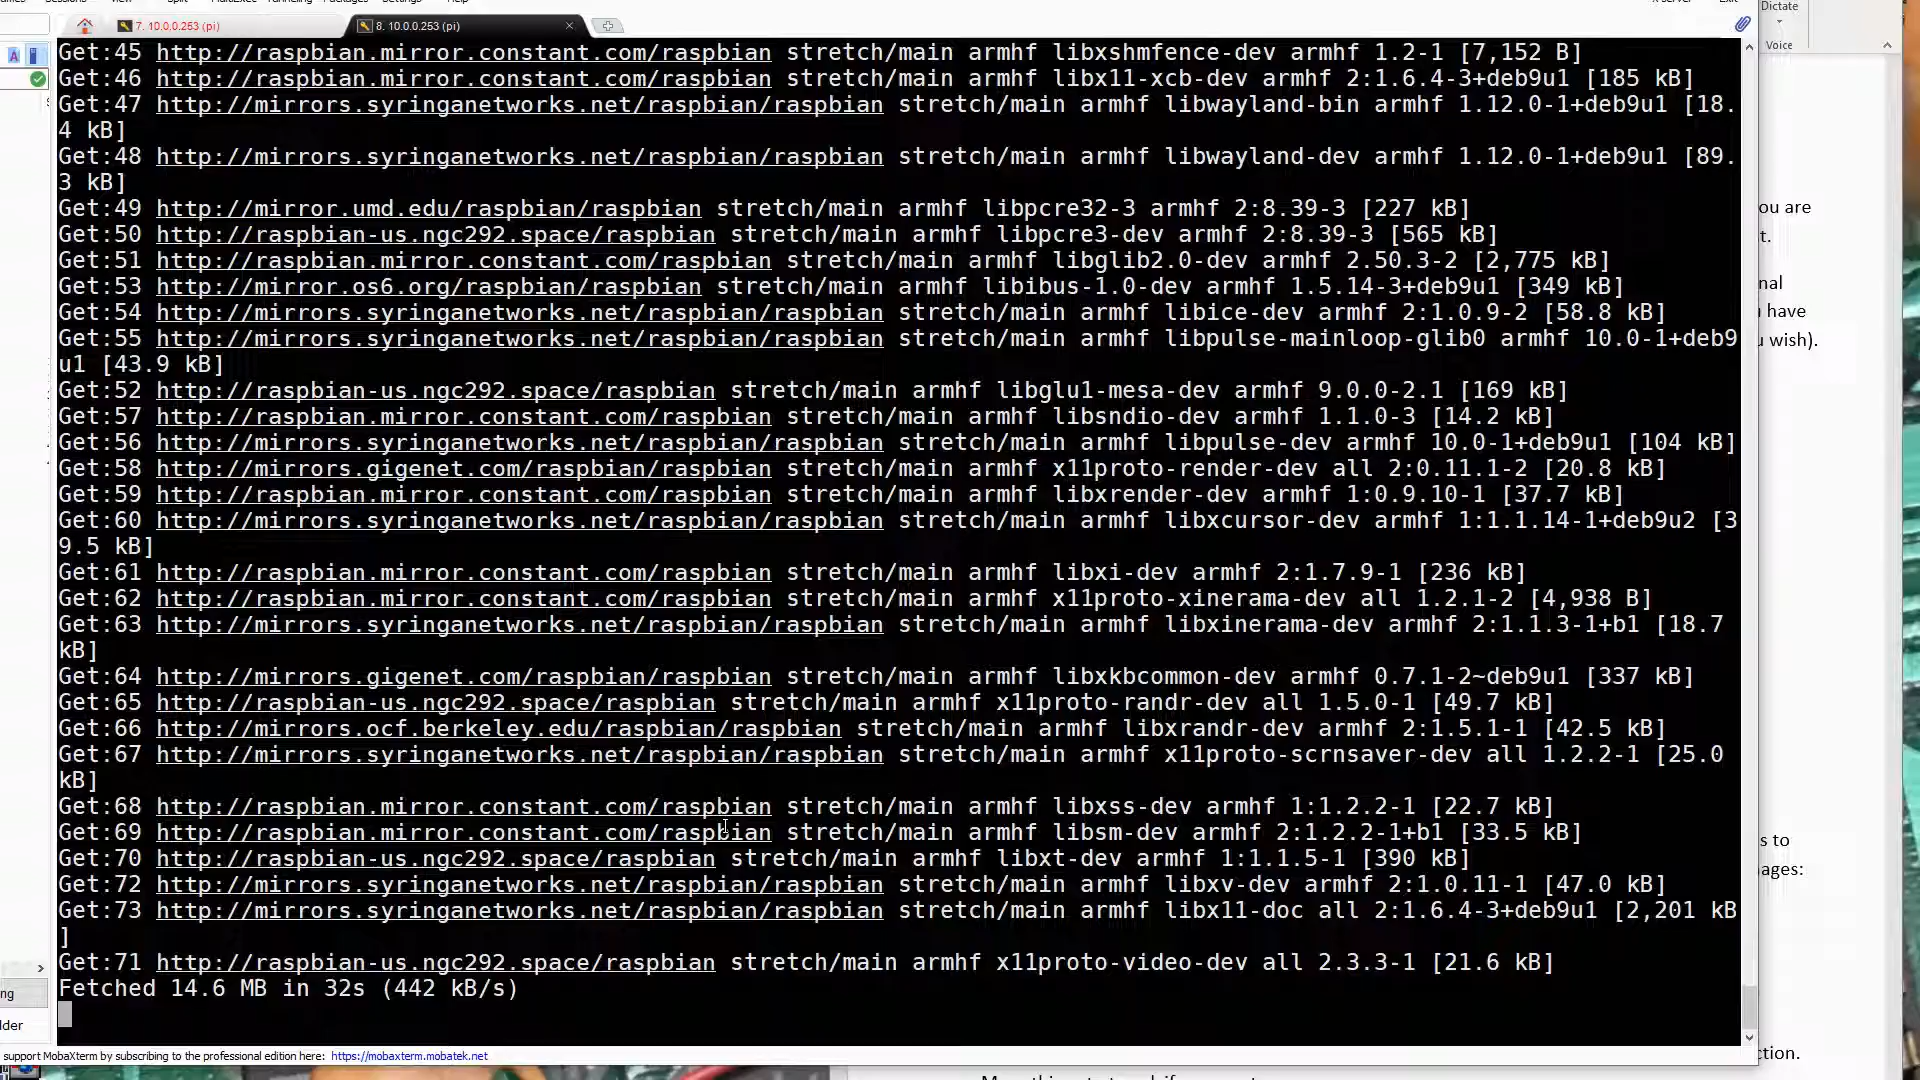 Sessions Split MultiExec Tunneling Packages Settings Help X server Exit
Dictate
7. 10.0.0.253 (pi) 8. 10.0.0.253 (pi)
Voice
Get:45 http://raspbian.mirror.constant.com/raspbian stretch/main armhf libxshmfence-dev armhf 1.2-1 [7,152 B]
Get:46 http://raspbian.mirror.constant.com/raspbian stretch/main armhf libx11-xcb-dev armhf 2:1.6.4-3+deb9u1 [185 kB]
Get:47 http://mirrors.syringanetworks.net/raspbian/raspbian stretch/main armhf libwayland-bin armhf 1.12.0-1+deb9u1 [18.
4 kB]
Get:48 http://mirrors.syringanetworks.net/raspbian/raspbian stretch/main armhf libwayland-dev armhf 1.12.0-1+deb9u1 [89.
3 kB]
Get:49 http://mirror.umd.edu/raspbian/raspbian stretch/main armhf libpcre32-3 armhf 2:8.39-3 [227 kB]
ou are
Get:50 http://raspbian-us.ngc292.space/raspbian stretch/main armhf libpcre3-dev armhf 2:8.39-3 [565 kB]
t.
Get:51 http://raspbian.mirror.constant.com/raspbian stretch/main armhf libglib2.0-dev armhf 2.50.3-2 [2,775 kB]
Get:53 http://mirror.os6.org/raspbian/raspbian stretch/main armhf libibus-1.0-dev armhf 1.5.14-3+deb9u1 [349 kB]
nal
Get:54 http://mirrors.syringanetworks.net/raspbian/raspbian stretch/main armhf libice-dev armhf 2:1.0.9-2 [58.8 kB]
have
Get:55 http://mirrors.syringanetworks.net/raspbian/raspbian stretch/main armhf libpulse-mainloop-glib0 armhf 10.0-1+deb9
u wish).
u1 [43.9 kB]
Get:52 http://raspbian-us.ngc292.space/raspbian stretch/main armhf libglu1-mesa-dev armhf 9.0.0-2.1 [169 kB]
Get:57 http://raspbian.mirror.constant.com/raspbian stretch/main armhf libsndio-dev armhf 1.1.0-3 [14.2 kB]
Get:56 http://mirrors.syringanetworks.net/raspbian/raspbian stretch/main armhf libpulse-dev armhf 10.0-1+deb9u1 [104 kB]
Get:58 http://mirrors.gigenet.com/raspbian/raspbian stretch/main armhf x11proto-render-dev all 2:0.11.1-2 [20.8 kB]
Get:59 http://raspbian.mirror.constant.com/raspbian stretch/main armhf libxrender-dev armhf 1:0.9.10-1 [37.7 kB]
Get:60 http://mirrors.syringanetworks.net/raspbian/raspbian stretch/main armhf libxcursor-dev armhf 1:1.1.14-1+deb9u2 [3
9.5 kB]
Get:61 http://raspbian.mirror.constant.com/raspbian stretch/main armhf libxi-dev armhf 2:1.7.9-1 [236 kB]
Get:62 http://raspbian.mirror.constant.com/raspbian stretch/main armhf x11proto-xinerama-dev all 1.2.1-2 [4,938 B]
Get:63 http://mirrors.syringanetworks.net/raspbian/raspbian stretch/main armhf libxinerama-dev armhf 2:1.1.3-1+b1 [18.7
kB]
Get:64 http://mirrors.gigenet.com/raspbian/raspbian stretch/main armhf libxkbcommon-dev armhf 0.7.1-2~deb9u1 [337 kB]
Get:65 http://raspbian-us.ngc292.space/raspbian stretch/main armhf x11proto-randr-dev all 1.5.0-1 [49.7 kB]
Get:66 http://mirrors.ocf.berkeley.edu/raspbian/raspbian stretch/main armhf libxrandr-dev armhf 2:1.5.1-1 [42.5 kB]
Get:67 http://mirrors.syringanetworks.net/raspbian/raspbian stretch/main armhf x11proto-scrnsaver-dev all 1.2.2-1 [25.0
kB]
Get:68 http://raspbian.mirror.constant.com/raspbian stretch/main armhf libxss-dev armhf 1:1.2.2-1 [22.7 kB]
Get:69 http://raspbian.mirror.constant.com/raspbian stretch/main armhf libsm-dev armhf 2:1.2.2-1+b1 [33.5 kB]
s to
Get:70 http://raspbian-us.ngc292.space/raspbian stretch/main armhf libxt-dev armhf 1:1.1.5-1 [390 kB]
ages:
Get:72 http://mirrors.syringanetworks.net/raspbian/raspbian stretch/main armhf libxv-dev armhf 2:1.0.11-1 [47.0 kB]
Get:73 http://mirrors.syringanetworks.net/raspbian/raspbian stretch/main armhf libx11-doc all 2:1.6.4-3+deb9u1 [2,201 kB
]
Get:71 http://raspbian-us.ngc292.space/raspbian stretch/main armhf x11proto-video-dev all 2.3.3-1 [21.6 kB]
Fetched 14.6 MB in 32s (442 kB/s)
ng
lder
support MobaXterm by subscribing to the professional edition here: https://mobaxterm.mobatek.net
ction.